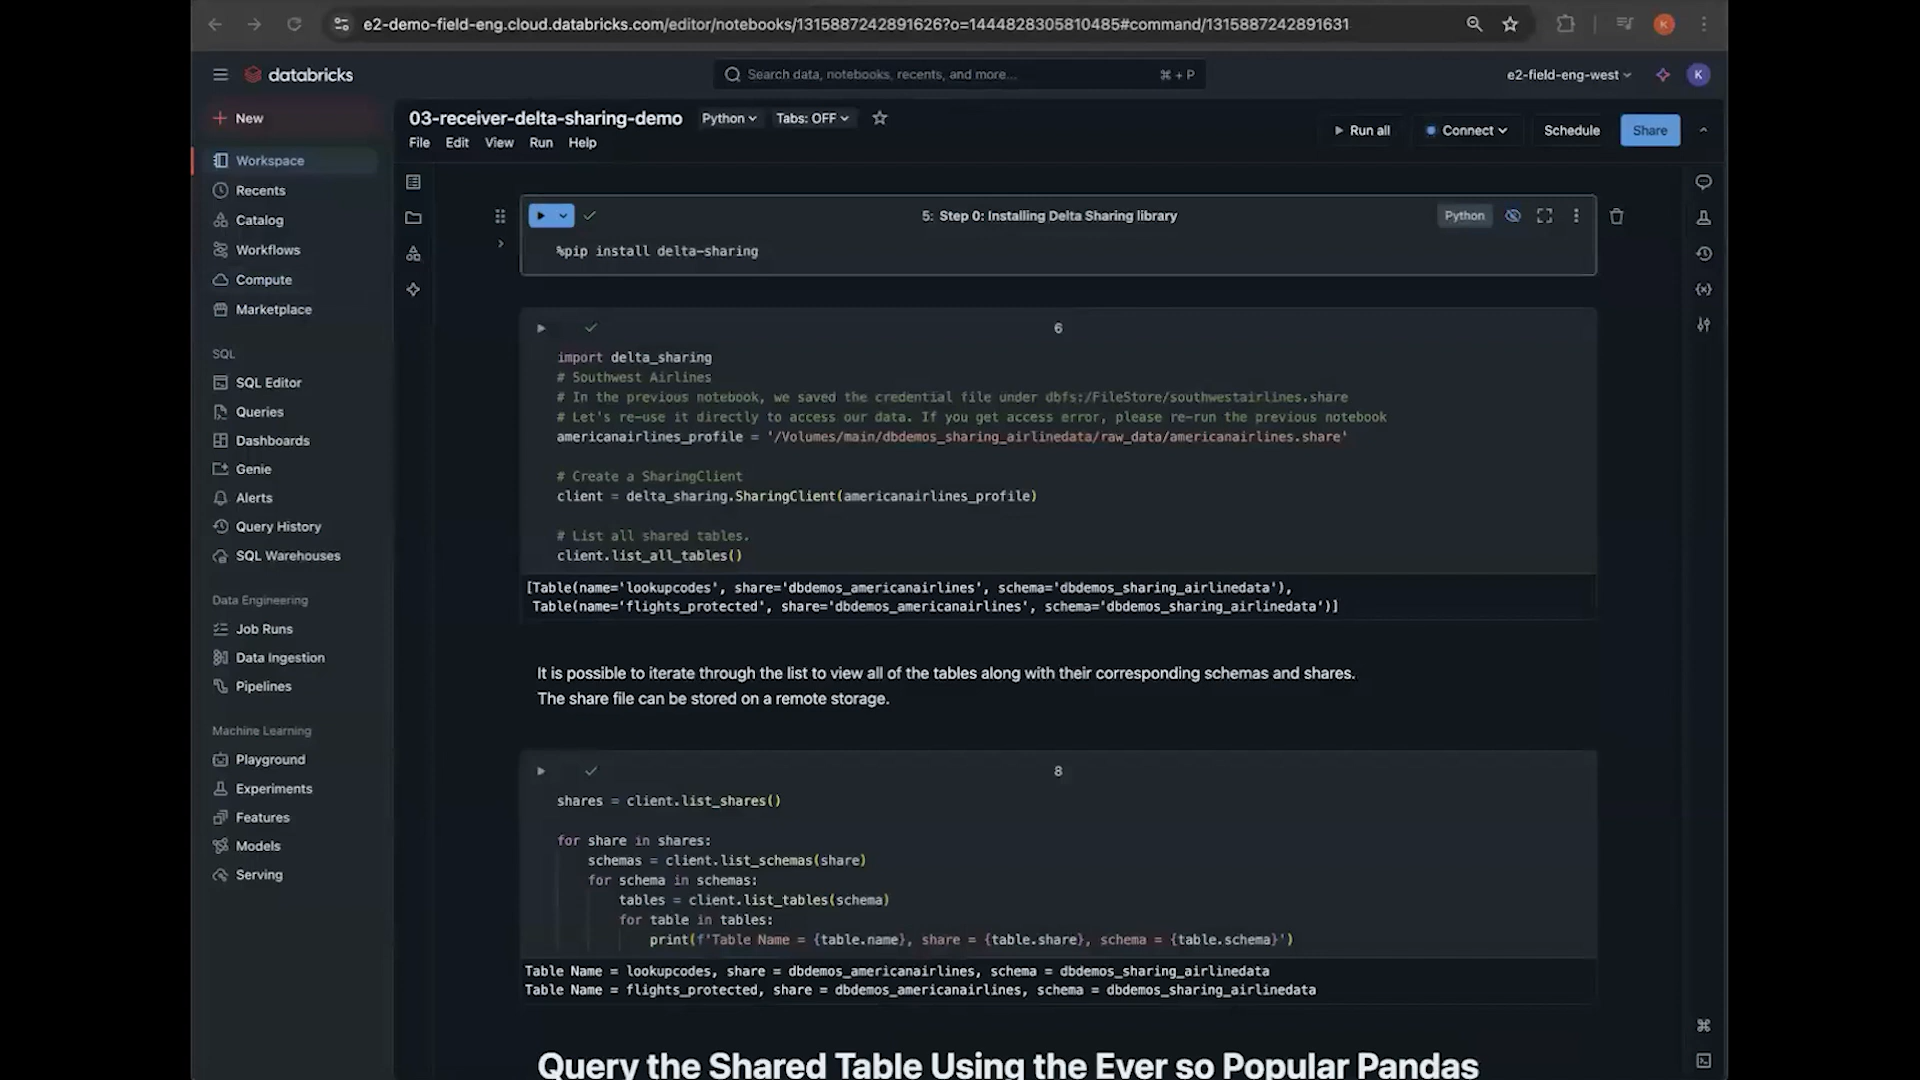 e2-demo-field-eng.cloud.databricks.com/editor/notebooks/1315887242891626?o=1444828305810485#command/1315887242891631
K
databricks
Search data, notebooks, recents, and more...
⌘ + P
e2-field-eng-west
K
New
Workspace
Recents
Catalog
Workflows
Compute
Marketplace
SQL
SQL Editor
Queries
Dashboards
Genie
Alerts
Query History
SQL Warehouses
Data Engineering
Job Runs
Data Ingestion
Pipelines
Machine Learning
Playground
Experiments
Features
Models
Serving
03-receiver-delta-sharing-demo
Python
Tabs: OFF
File Edit View Run Help
Run all
Connect
Schedule
Share
5: Step 0: Installing Delta Sharing library
Python
%pip install delta-sharing
6
import delta_sharing
# Southwest Airlines
# In the previous notebook, we saved the credential file under dbfs:/FileStore/southwestairlines.share
# Let's re-use it directly to access our data. If you get access error, please re-run the previous notebook
americanairlines_profile = '/Volumes/main/dbdemos_sharing_airlinedata/raw_data/americanairlines.share'
# Create a SharingClient
client = delta_sharing.SharingClient(americanairlines_profile)
# List all shared tables.
client.list_all_tables()
[Table(name='lookupcodes', share='dbdemos_americanairlines', schema='dbdemos_sharing_airlinedata'),
Table(name='flights_protected', share='dbdemos_americanairlines', schema='dbdemos_sharing_airlinedata')]
It is possible to iterate through the list to view all of the tables along with their corresponding schemas and shares.
The share file can be stored on a remote storage.
8
shares = client.list_shares()
for share in shares:
schemas = client.list_schemas(share)
for schema in schemas:
tables = client.list_tables(schema)
for table in tables:
print(f'Table Name = {table.name}, share = {table.share}, schema = {table.schema}')
Table Name = lookupcodes, share = dbdemos_americanairlines, schema = dbdemos_sharing_airlinedata
Table Name = flights_protected, share = dbdemos_americanairlines, schema = dbdemos_sharing_airlinedata
Query the Shared Table Using the Ever so Popular Pandas